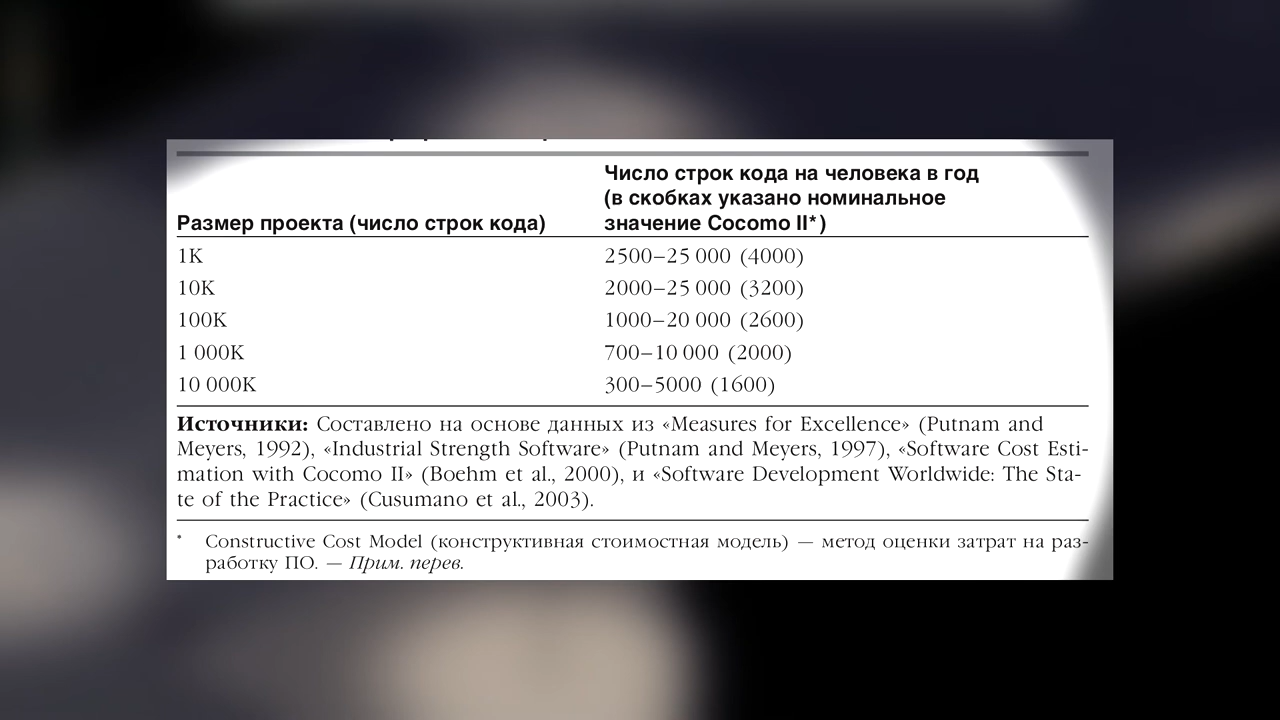 Число строк кода на человека в год
(в скобках указано номинальное
Размер проекта (число строк кода) значение Cocomo II*)
1K 2500–25 000 (4000)
10K 2000–25 000 (3200)
100K 1000–20 000 (2600)
1 000K 700–10 000 (2000)
10 000K 300–5000 (1600)
Источники: Составлено на основе данных из «Measures for Excellence» (Putnam and
Meyers, 1992), «Industrial Strength Software» (Putnam and Meyers, 1997), «Software Cost Esti-
mation with Cocomo II» (Boehm et al., 2000), и «Software Development Worldwide: The Sta-
te of the Practice» (Cusumano et al., 2003).
* Constructive Cost Model (конструктивная стоимостная модель) — метод оценки затрат на раз-
работку ПО. — Прим. перев.